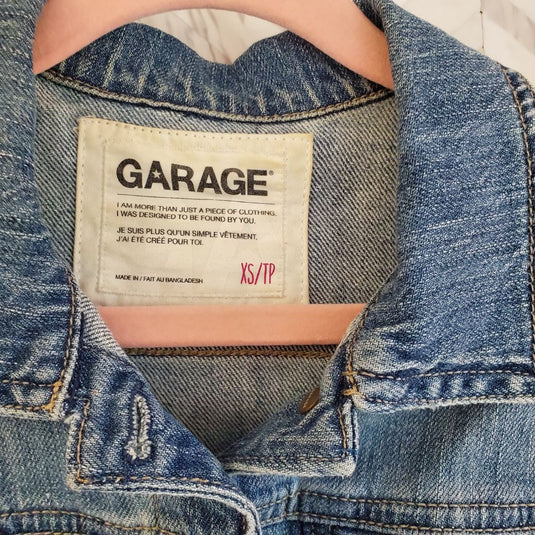 GARAGE®
I AM MORE THAN JUST A PIECE OF CLOTHING.
I WAS DESIGNED TO BE FOUND BY YOU.
JE SUIS PLUS QU'UN SIMPLE VÊTEMENT.
J'AI ÉTÉ CRÉÉ POUR TOI.
MADE IN / FAIT AU BANGLADESH
XS/TP